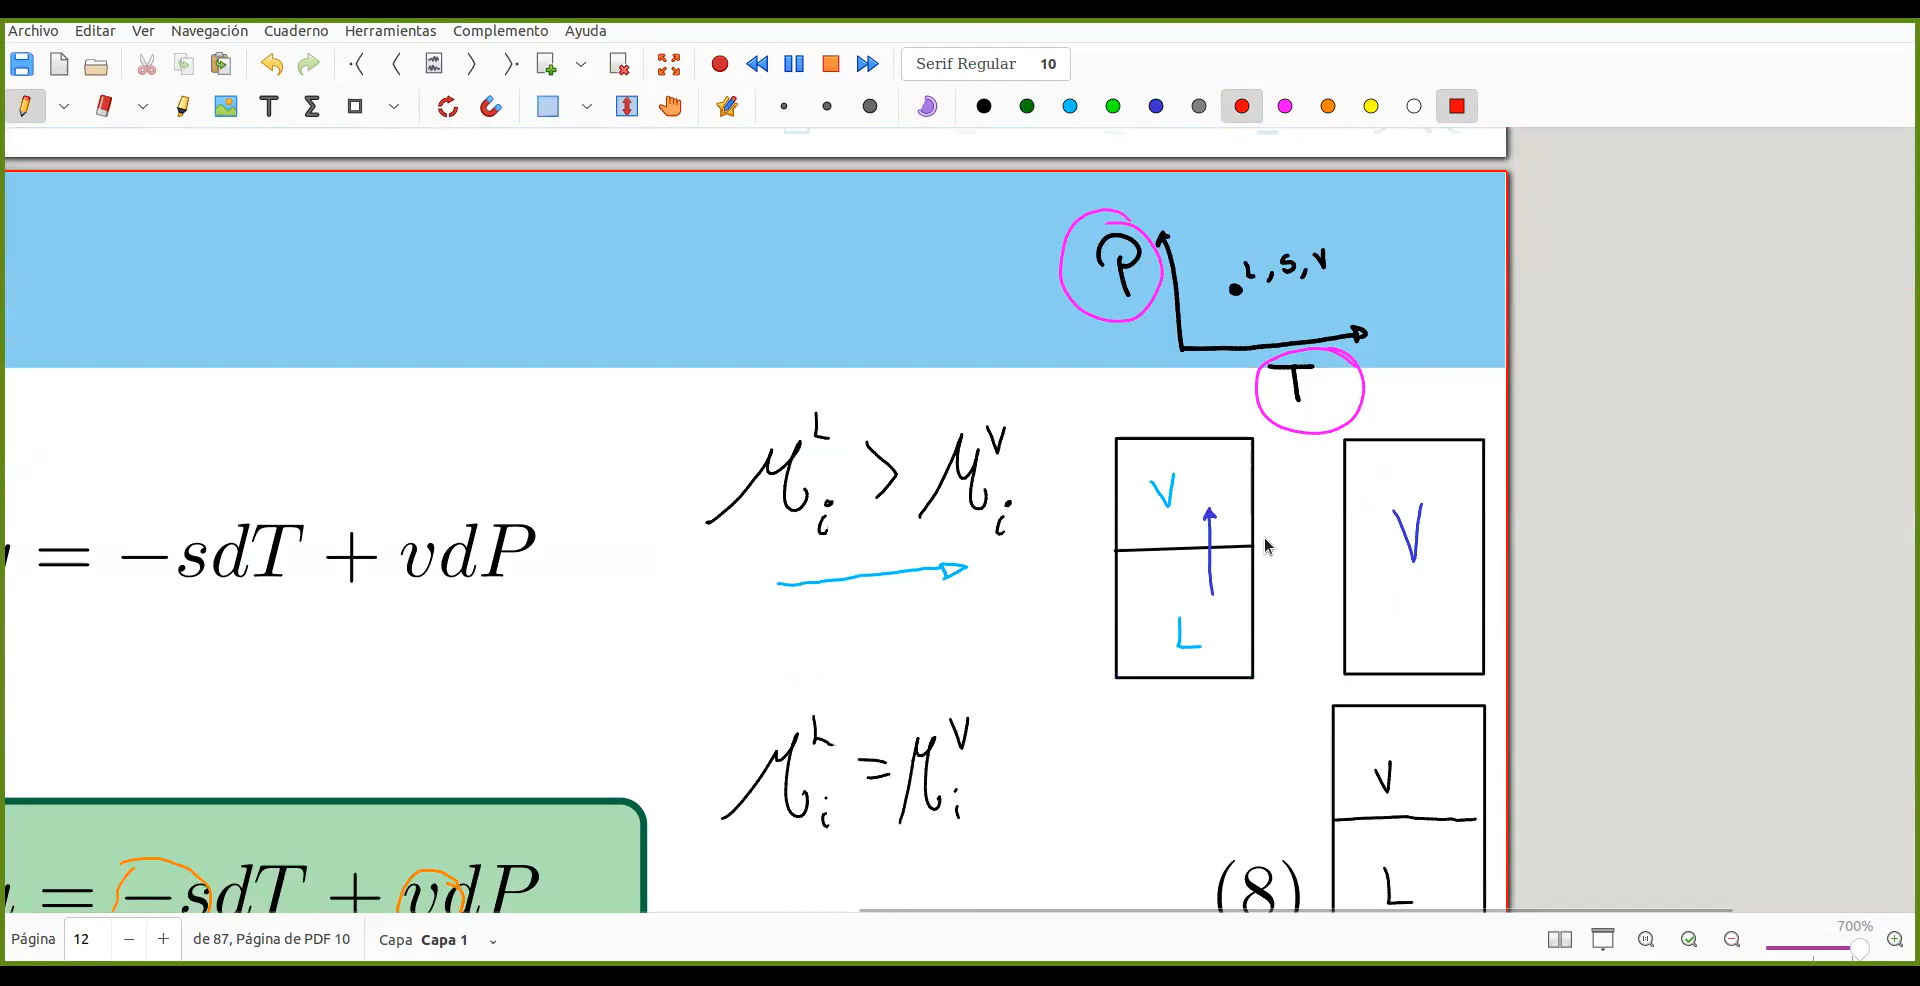 Archivo Editar Ver Navegación Cuaderno Herramientas Complemento Ayuda
Serif Regular 10
P
L, S, V
T
μ_i^L > μ_i^V
V
L
V
= -sdT + vdP
μ_i^L = μ_i^V
V
L
= -sdT + vdP
(8)
Página 12 de 87, Página de PDF 10 Capa Capa 1
700%